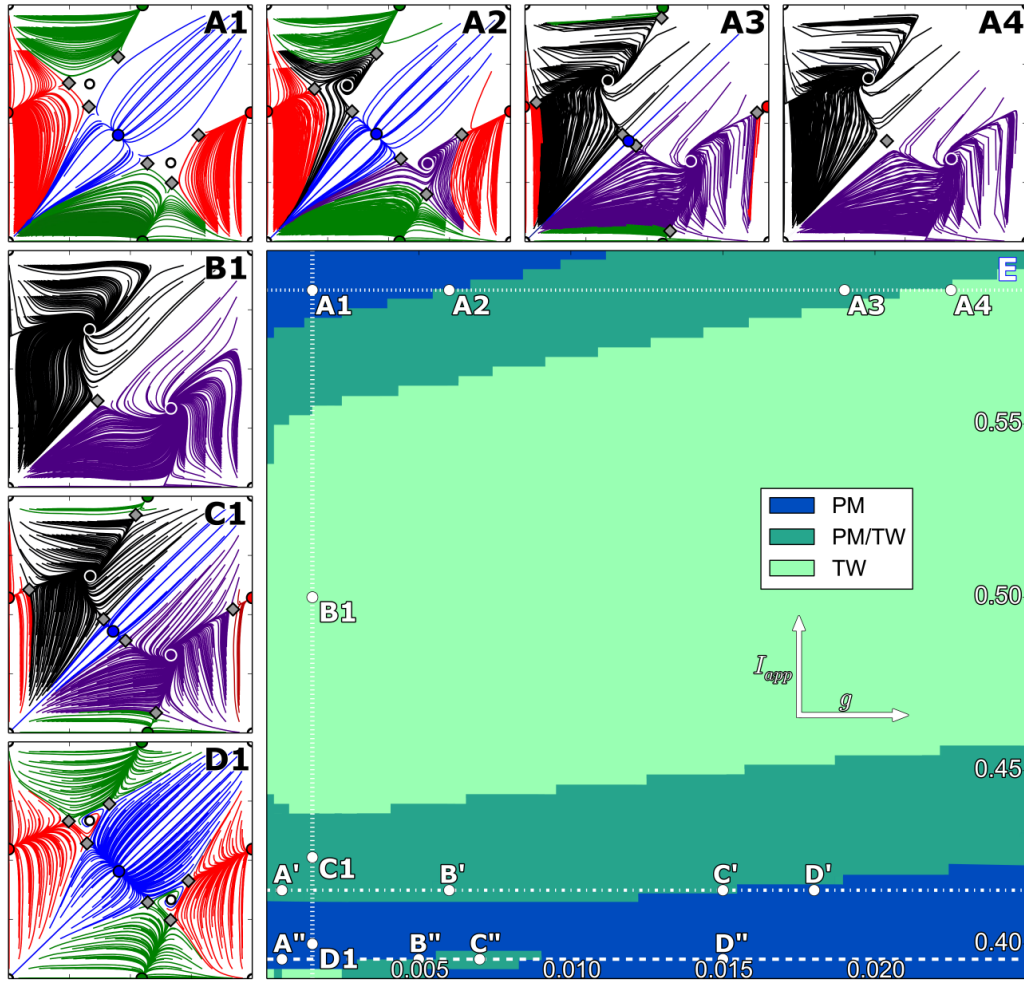 A1
A2
A3
A4
B1
E
A1
A2
A3
A4
0.55
PM
PM/TW
TW
C1
B1
0.50
I_app
g
D1
0.45
C1
A'
B'
C'
D'
A"
B"
C"
D"
0.40
D1
0.005
0.010
0.015
0.020